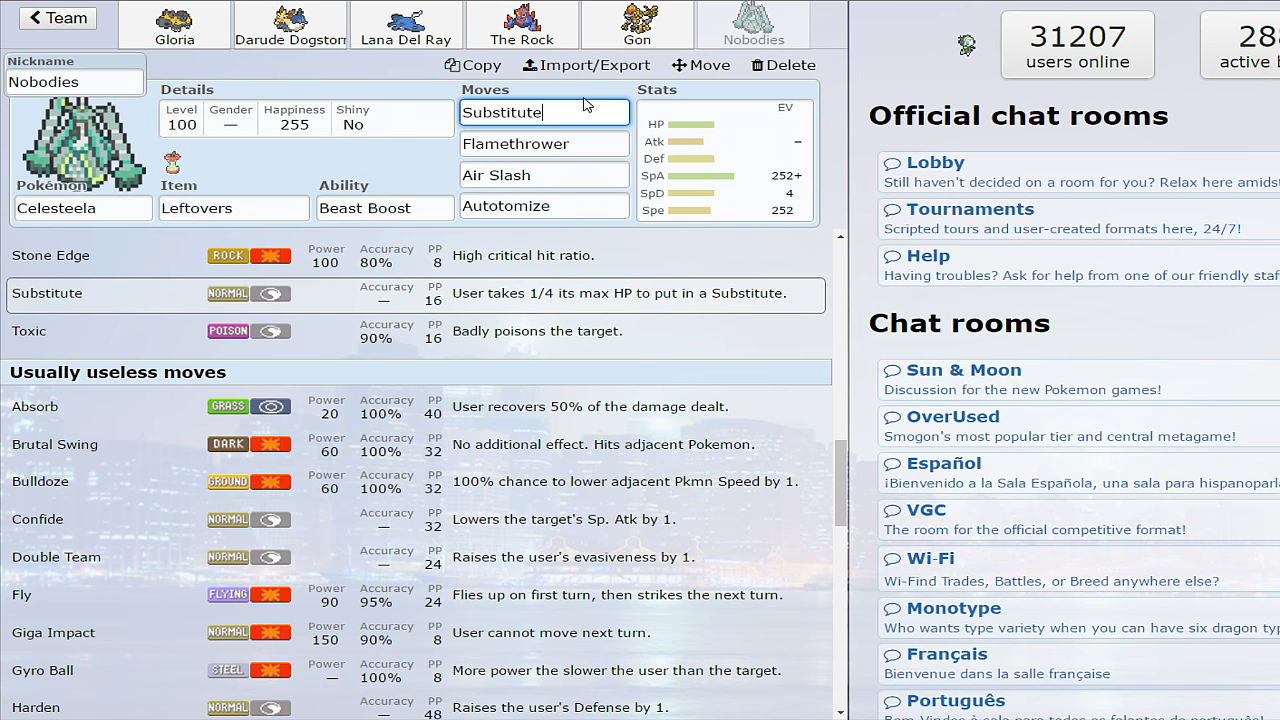 Team
Gloria
Darude Dogstorm
Lana Del Ray
The Rock
Gon
Nobodies
31207
users online
28
active b
Nickname
Nobodies
Copy
Import/Export
Move
Delete
Details
Level
100
Gender
—
Happiness
255
Shiny
No
Pokémon
Celesteela
Item
Leftovers
Ability
Beast Boost
Moves
Substitute
Flamethrower
Air Slash
Autotomize
Stats
EV
HP
Atk –
Def
SpA 252+
SpD 4
Spe 252
Stone Edge ROCK Power 100 Accuracy 80% PP 8 High critical hit ratio.
Substitute NORMAL Accuracy — PP 16 User takes 1/4 its max HP to put in a Substitute.
Toxic POISON Accuracy 90% PP 16 Badly poisons the target.
Usually useless moves
Absorb GRASS Power 20 Accuracy 100% PP 40 User recovers 50% of the damage dealt.
Brutal Swing DARK Power 60 Accuracy 100% PP 32 No additional effect. Hits adjacent Pokemon.
Bulldoze GROUND Power 60 Accuracy 100% PP 32 100% chance to lower adjacent Pkmn Speed by 1.
Confide NORMAL Accuracy — PP 32 Lowers the target's Sp. Atk by 1.
Double Team NORMAL Accuracy — PP 24 Raises the user's evasiveness by 1.
Fly FLYING Power 90 Accuracy 95% PP 24 Flies up on first turn, then strikes the next turn.
Giga Impact NORMAL Power 150 Accuracy 90% PP 8 User cannot move next turn.
Gyro Ball STEEL Power — Accuracy 100% PP 8 More power the slower the user than the target.
Harden NORMAL Accuracy — PP 48 Raises the user's Defense by 1.
Official chat rooms
Lobby
Still haven't decided on a room for you? Relax here amidst
Tournaments
Scripted tours and user-created formats here, 24/7!
Help
Having troubles? Ask for help from one of our friendly staf
Chat rooms
Sun & Moon
Discussion for the new Pokemon games!
OverUsed
Smogon's most popular tier and central metagame!
Español
¡Bienvenido a la Sala Española, una sala para hispanoparla
VGC
The room for the official competitive format!
Wi-Fi
Wi-Find Trades, Battles, or Breed anywhere else?
Monotype
Who wants type variety when you can have six dragon typ
Français
Bienvenue dans la salle française
Português